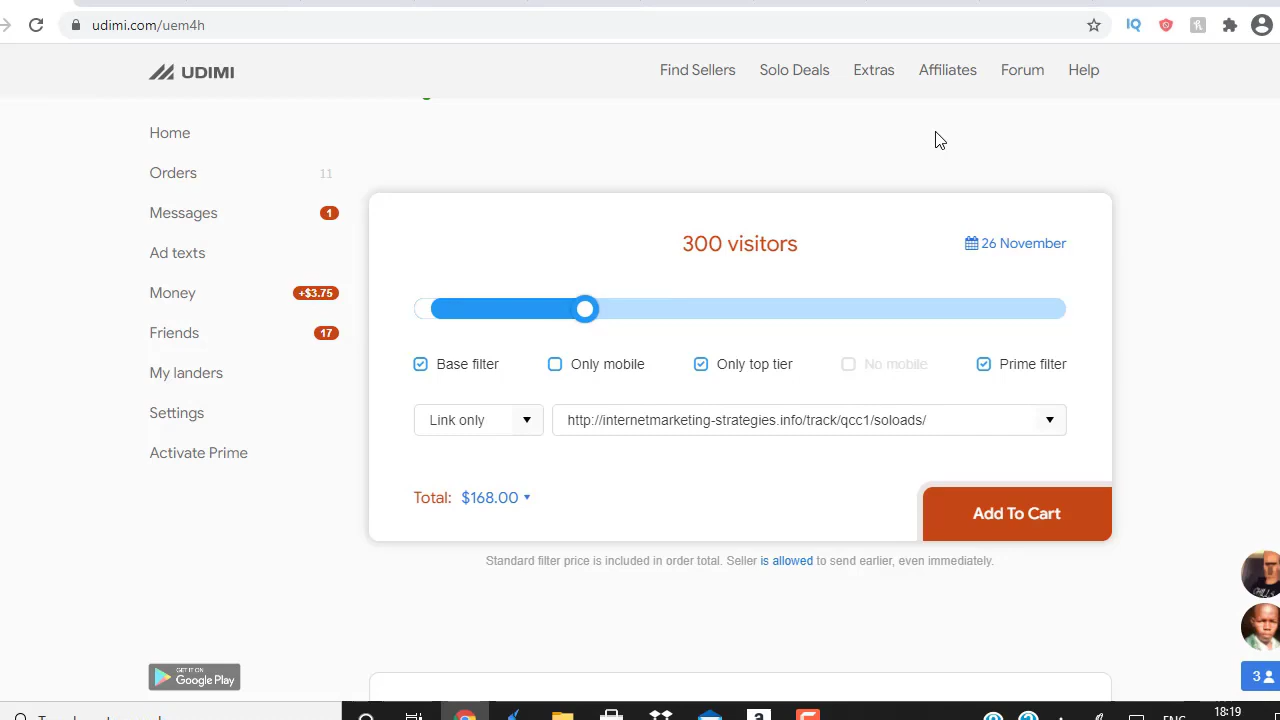 udimi.com/uem4h
IQ
UDIMI
Find Sellers Solo Deals Extras Affiliates Forum Help
Home
Orders 11
Messages 1
Ad texts
Money +$3.75
Friends 17
My landers
Settings
Activate Prime
300 visitors
26 November
Base filter Only mobile Only top tier No mobile Prime filter
Link only http://internetmarketing-strategies.info/track/qcc1/soloads/
Total: $168.00
Add To Cart
Standard filter price is included in order total. Seller is allowed to send earlier, even immediately.
GET IT ON
Google Play
3
18:19